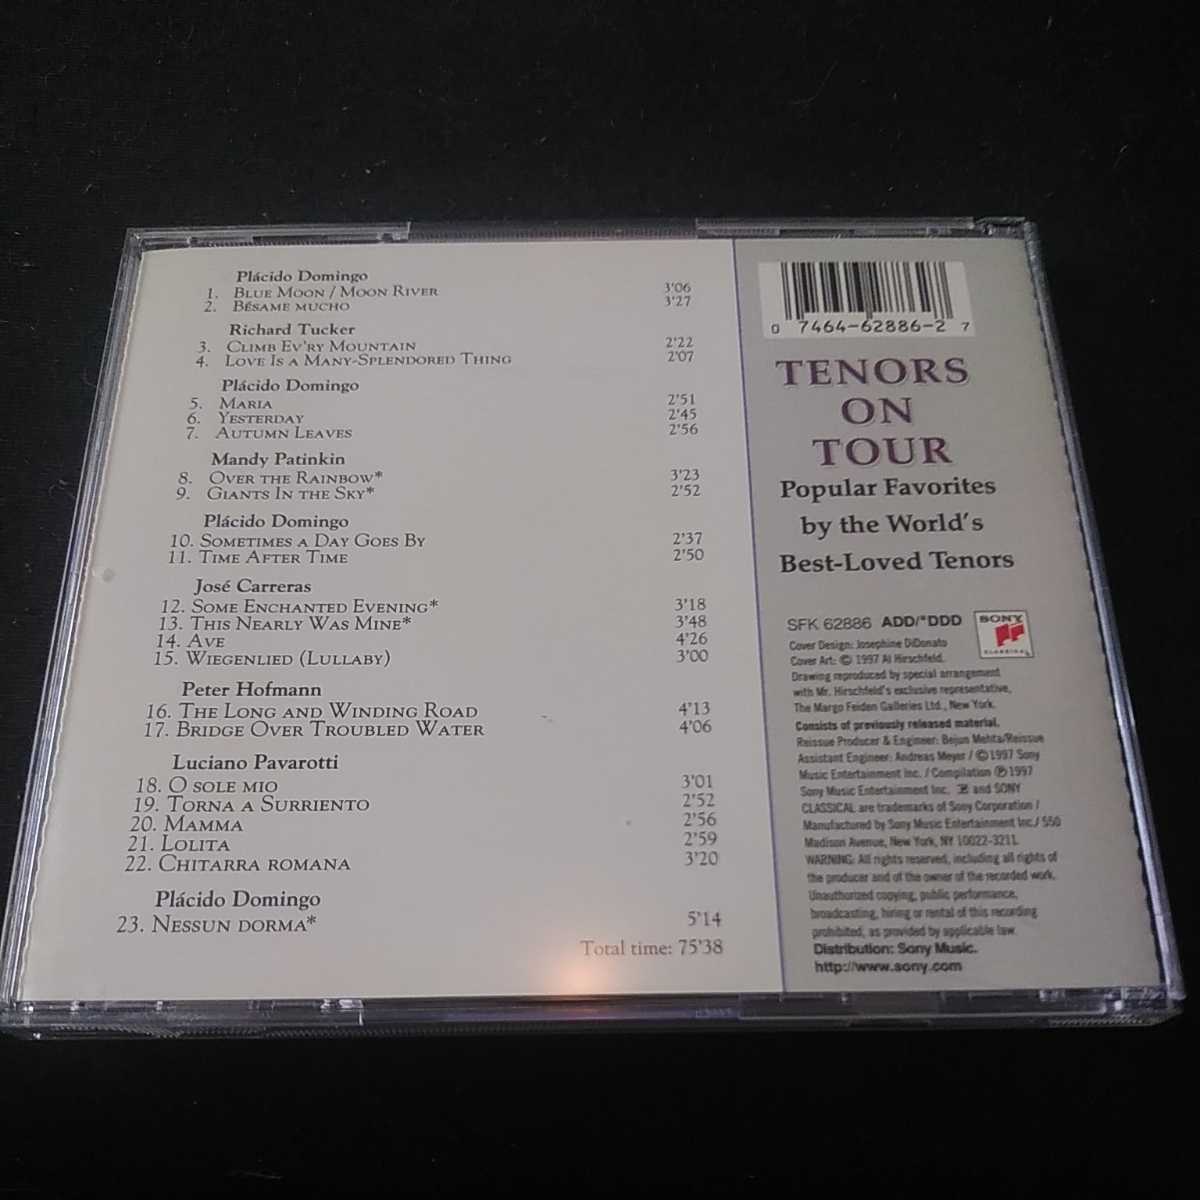 Plácido Domingo
1. BLUE MOON / MOON RIVER 3'06
2. BÉSAME MUCHO 3'27
Richard Tucker
3. CLIMB EV'RY MOUNTAIN 2'22
4. LOVE IS A MANY-SPLENDORED THING 2'07
Plácido Domingo
5. MARIA 2'51
6. YESTERDAY 2'45
7. AUTUMN LEAVES 2'56
Mandy Patinkin
8. OVER THE RAINBOW* 3'23
9. GIANTS IN THE SKY* 2'52
Plácido Domingo
10. SOMETIMES A DAY GOES BY 2'37
11. TIME AFTER TIME 2'50
José Carreras
12. SOME ENCHANTED EVENING* 3'18
13. THIS NEARLY WAS MINE* 3'48
14. AVE 4'26
15. WIEGENLIED (LULLABY) 3'00
Peter Hofmann
16. THE LONG AND WINDING ROAD 4'13
17. BRIDGE OVER TROUBLED WATER 4'06
Luciano Pavarotti
18. O SOLE MIO 3'01
19. TORNA A SURRIENTO 2'52
20. MAMMA 2'56
21. LOLITA 2'59
22. CHITARRA ROMANA 3'20
Plácido Domingo
23. NESSUN DORMA* 5'14
Total time: 75'38
0 7464-62886-2 7
TENORS
ON
TOUR
Popular Favorites
by the World's
Best-Loved Tenors
SFK 62886 ADD/*DDD
SONY
CLASSICAL
Cover Design: Josephine DiDonato
Cover Art: © 1997 Al Hirschfeld.
Drawing reproduced by special arrangement
with Mr. Hirschfeld's exclusive representative,
The Margo Feiden Galleries Ltd., New York.
Consists of previously released material.
Reissue Producer & Engineer: Bejun Mehta/Reissue
Assistant Engineer: Andreas Meyer / © 1997 Sony
Music Entertainment Inc. / Compilation ℗ 1997
Sony Music Entertainment Inc. and SONY
CLASSICAL are trademarks of Sony Corporation /
Manufactured by Sony Music Entertainment Inc./ 550
Madison Avenue, New York, NY 10022-3211.
WARNING: All rights reserved, including all rights of
the producer and of the owner of the recorded work.
Unauthorized copying, public performance,
broadcasting, hiring or rental of this recording
prohibited, as provided by applicable law.
Distribution: Sony Music.
http://www.sony.com